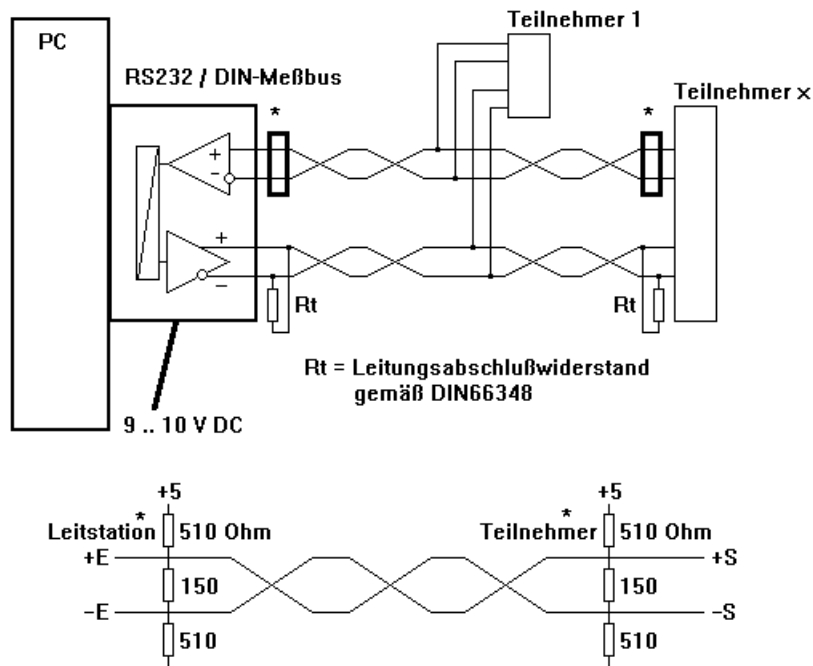 Teilnehmer 1
PC
RS232 / DIN-Meßbus
Teilnehmer x
*
*
+
-
+
-
Rt
Rt
Rt = Leitungsabschlußwiderstand
gemäß DIN66348
9 .. 10 V DC
+5
+5
*
*
Leitstation
510 Ohm
Teilnehmer
510 Ohm
+E
+S
150
150
-E
-S
510
510